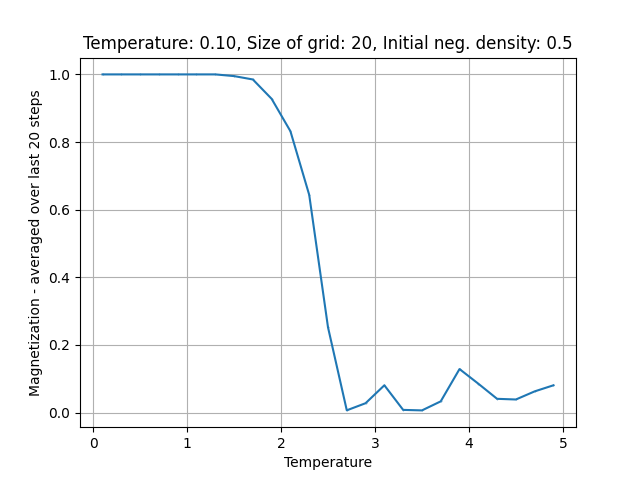 Temperature: 0.10, Size of grid: 20, Initial neg. density: 0.5
Magnetization - averaged over last 20 steps
1.0
0.8
0.6
0.4
0.2
0.0
0 1 2 3 4 5
Temperature